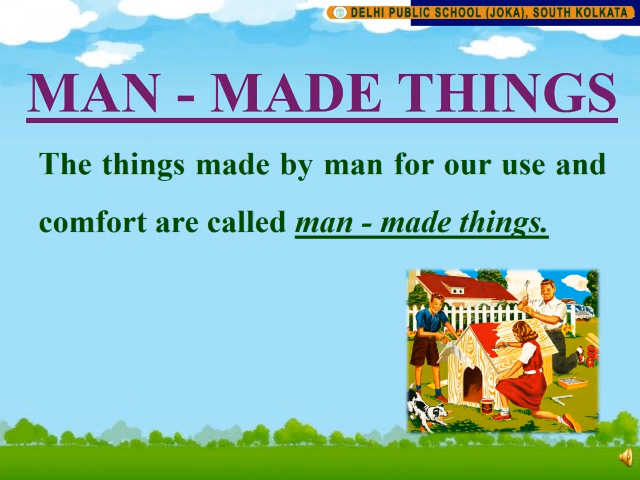 DELHI PUBLIC SCHOOL (JOKA), SOUTH KOLKATA
MAN - MADE THINGS
The things made by man for our use and
comfort are called man - made things.